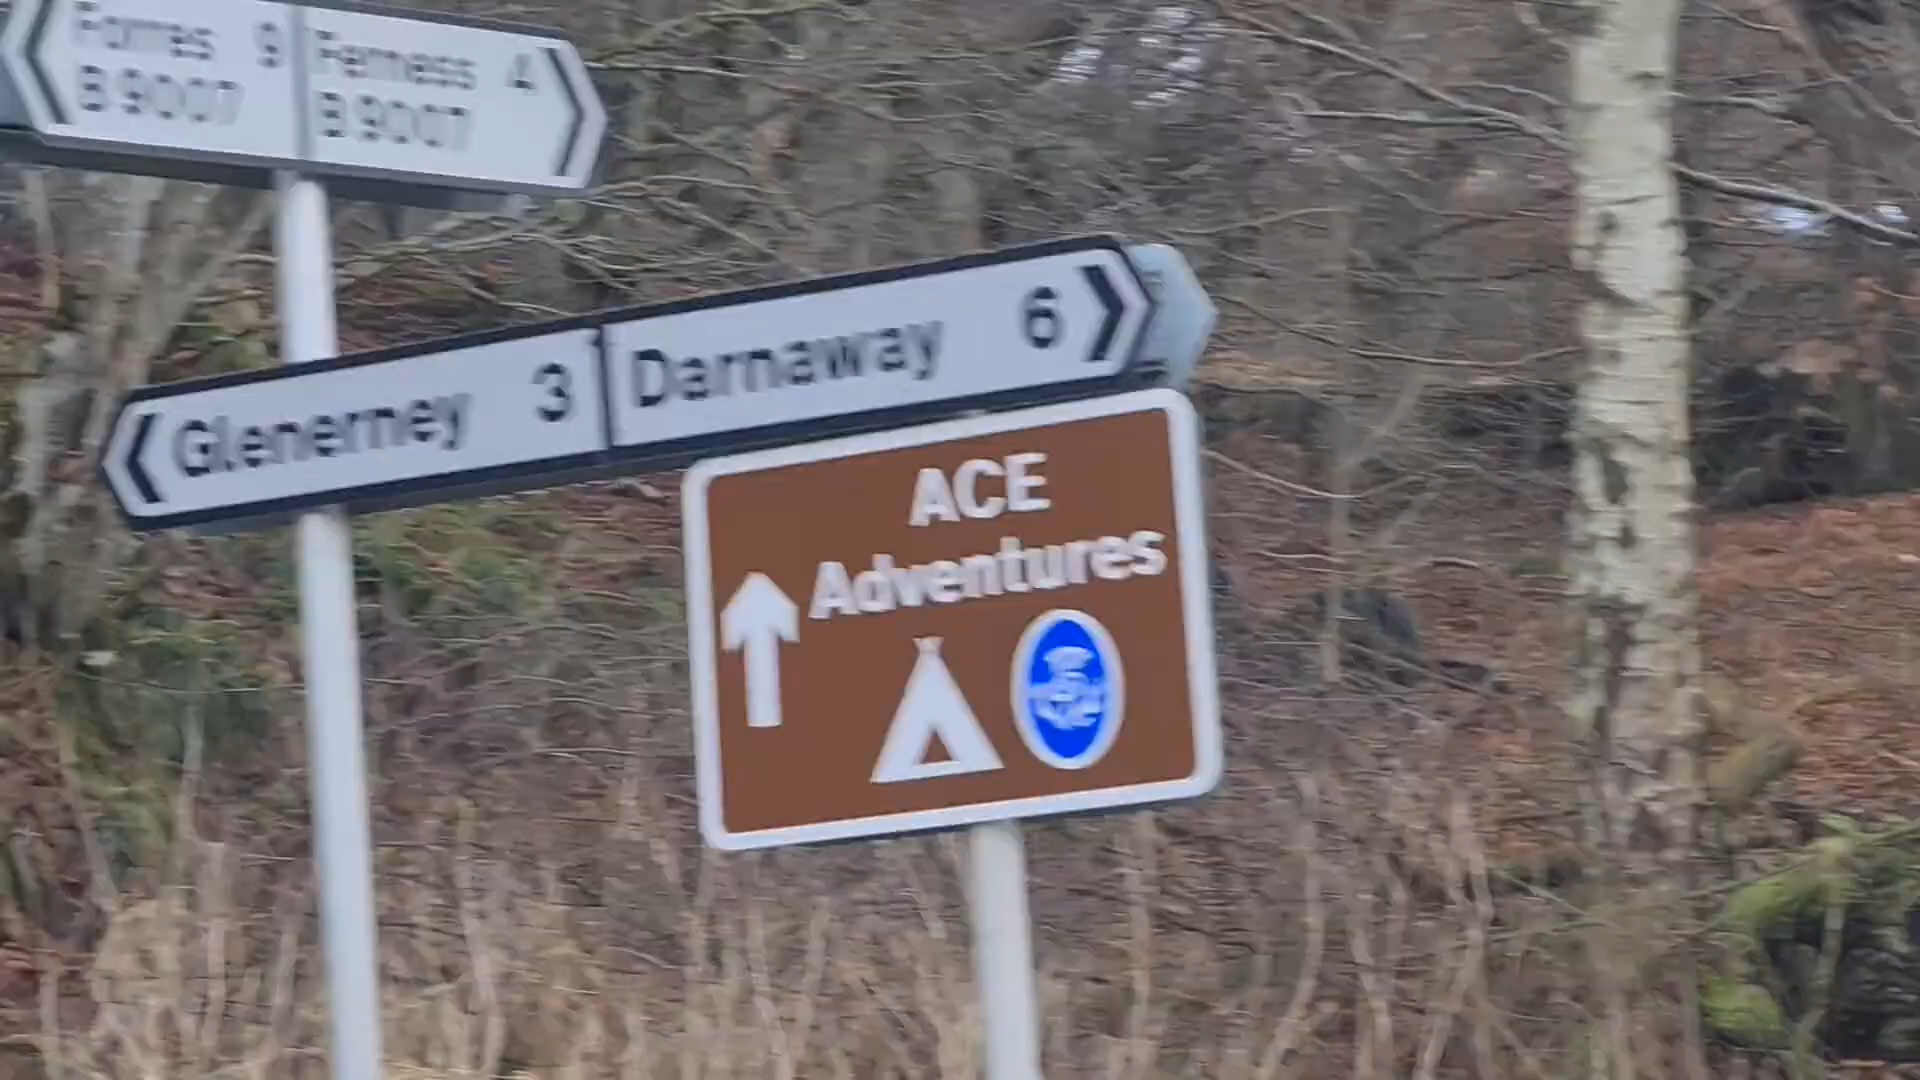 Forres 9
B 9007
Ferness 4
B 9007
Glenerney 3
Darnaway 6
ACE
Adventures